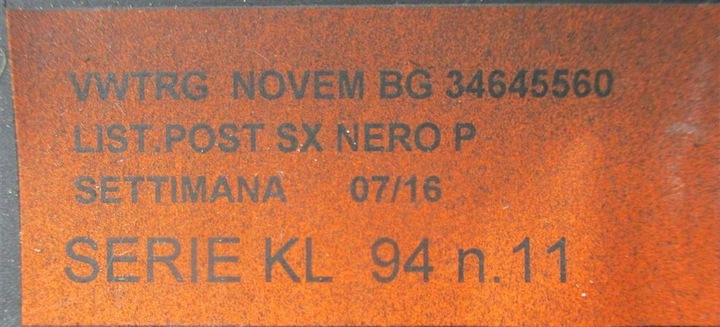 VWTRG NOVEM BG 34645560
LIST.POST SX NERO P
SETTIMANA 07/16
SERIE KL 94 n.11